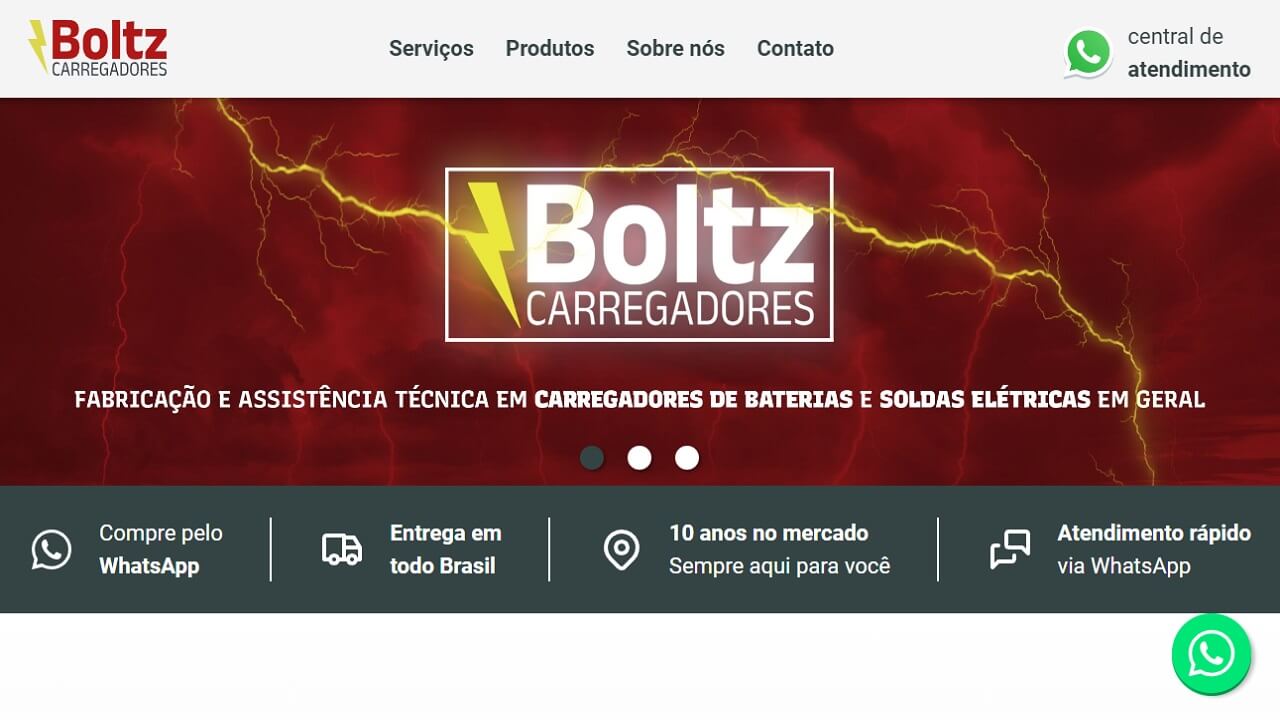 Boltz
CARREGADORES
Serviços
Produtos
Sobre nós
Contato
central de
atendimento
Boltz
CARREGADORES
FABRICAÇÃO E ASSISTÊNCIA TÉCNICA EM CARREGADORES DE BATERIAS E SOLDAS ELÉTRICAS EM GERAL
Compre pelo
WhatsApp
Entrega em
todo Brasil
10 anos no mercado
Sempre aqui para você
Atendimento rápido
via WhatsApp